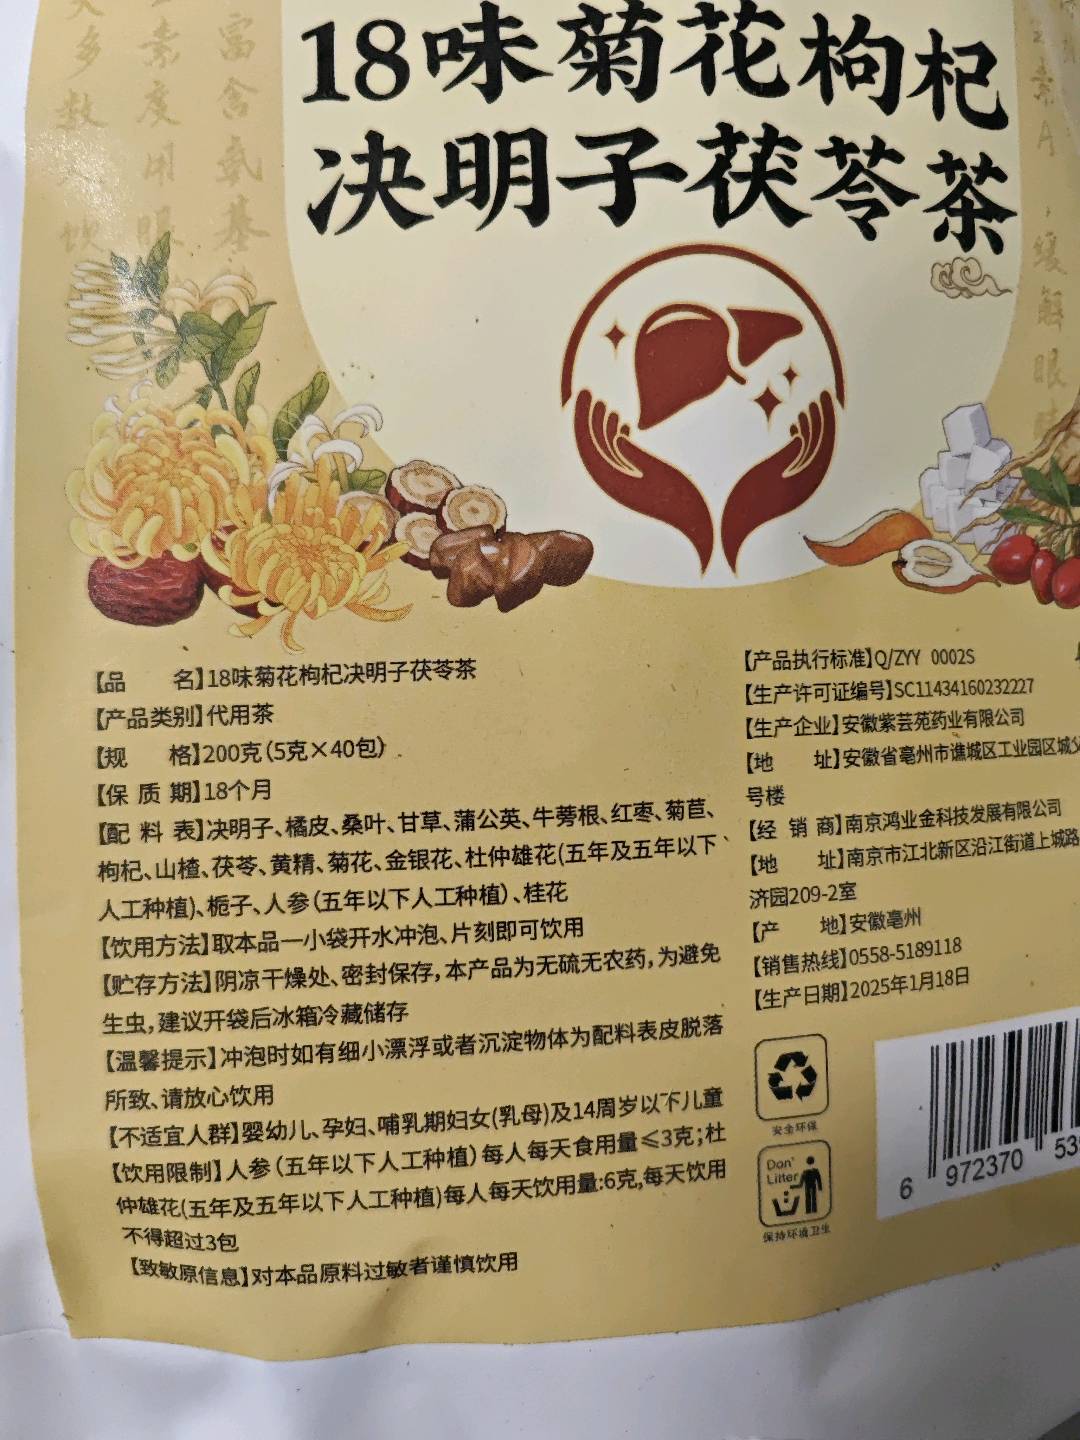 18味菊花枸杞
决明子茯苓茶
富含氨基
素度用眼
多数
饮
素A，缓解眼
【品 名】18味菊花枸杞决明子茯苓茶
【产品类别】代用茶
【规 格】200克(5克×40包)
【保 质 期】18个月
【配 料 表】决明子、橘皮、桑叶、甘草、蒲公英、牛蒡根、红枣、菊苣、
枸杞、山楂、茯苓、黄精、菊花、金银花、杜仲雄花(五年及五年以下
人工种植)、栀子、人参(五年以下人工种植)、桂花
【饮用方法】取本品一小袋开水冲泡、片刻即可饮用
【贮存方法】阴凉干燥处、密封保存,本产品为无硫无农药,为避免
生虫,建议开袋后冰箱冷藏储存
【温馨提示】冲泡时如有细小漂浮或者沉淀物体为配料表皮脱落
所致、请放心饮用
【不适宜人群】婴幼儿、孕妇、哺乳期妇女(乳母)及14周岁以下儿童
【饮用限制】人参(五年以下人工种植)每人每天食用量≤3克;杜
仲雄花(五年及五年以下人工种植)每人每天饮用量:6克,每天饮用
不得超过3包
【致敏原信息】对本品原料过敏者谨慎饮用
【产品执行标准】Q/ZYY 0002S
【生产许可证编号】SC11434160232227
【生产企业】安徽紫芸苑药业有限公司
【地 址】安徽省亳州市谯城区工业园区城父
号楼
【经 销 商】南京鸿业金科技发展有限公司
【地 址】南京市江北新区沿江街道上城路
济园209-2室
【产 地】安徽亳州
【销售热线】0558-5189118
【生产日期】2025年1月18日
安全环保
Don'
Litter
保持环境卫生
6 972370 539